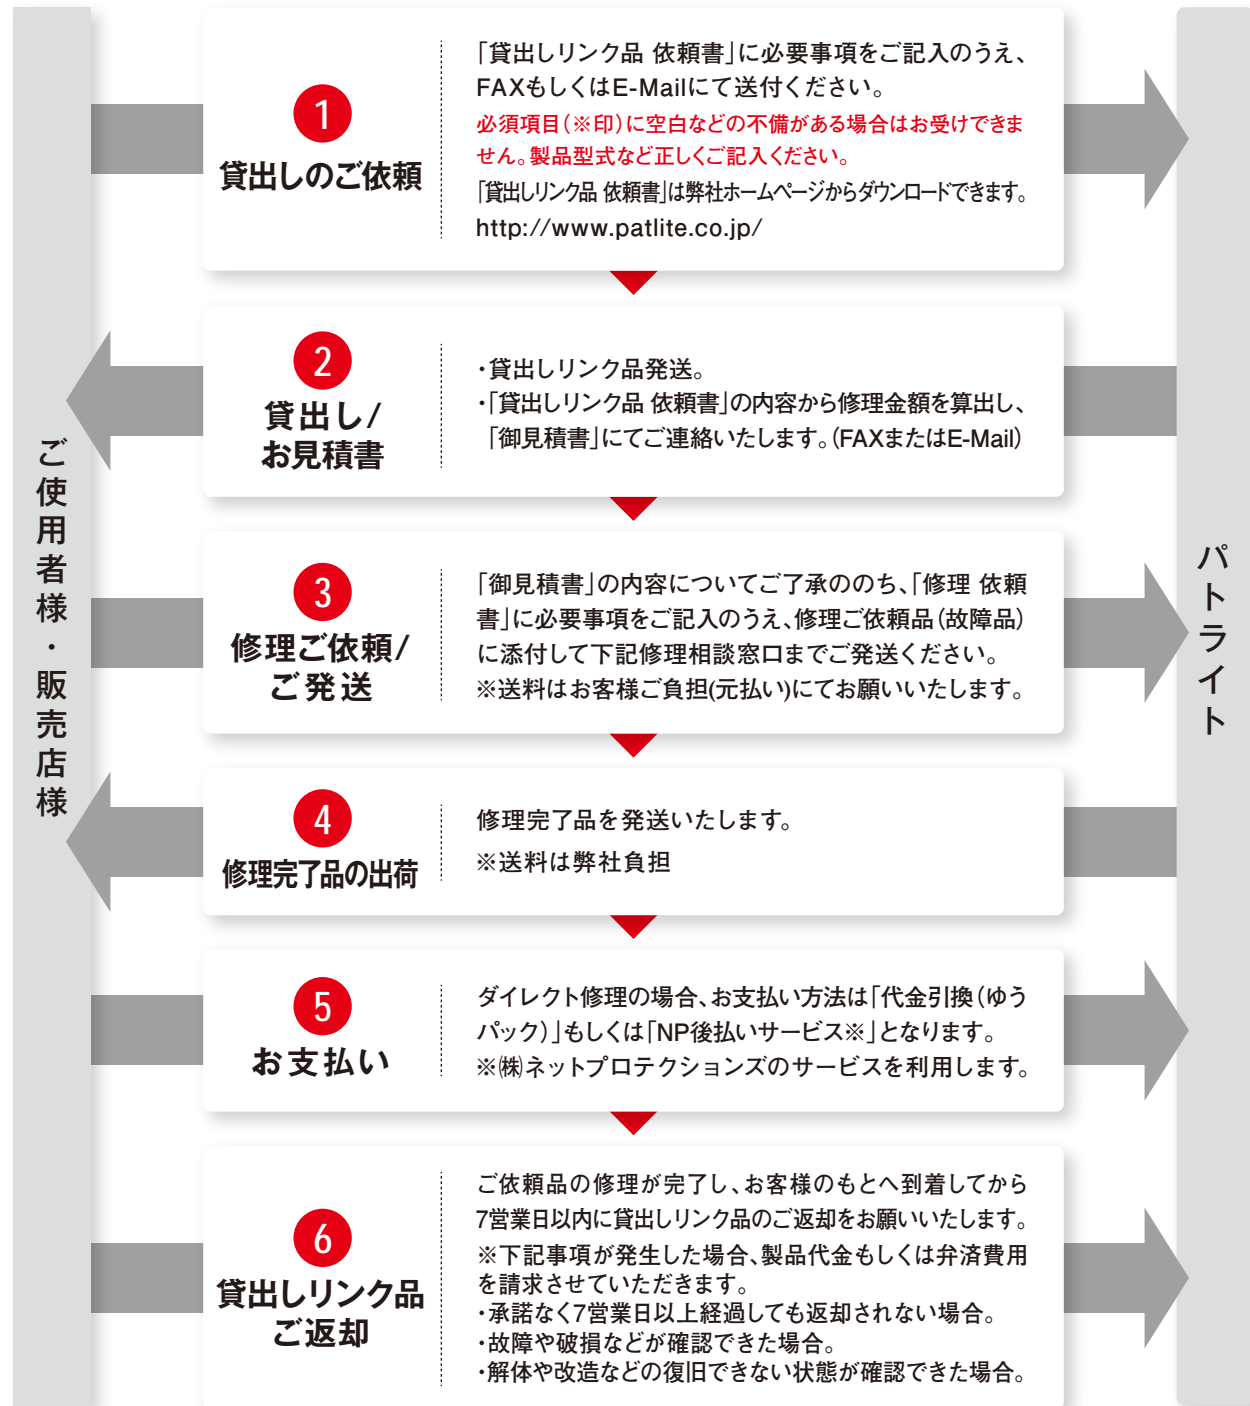 ご使用者様・販売店様
パトライト
1
貸出しのご依頼
「貸出しリンク品 依頼書」に必要事項をご記入のうえ、
FAXもしくはE-Mailにて送付ください。
必須項目(※印)に空白などの不備がある場合はお受けできま
せん。製品型式など正しくご記入ください。
「貸出しリンク品 依頼書」は弊社ホームページからダウンロードできます。
http://www.patlite.co.jp/
2
貸出し/
お見積書
・貸出しリンク品発送。
・「貸出しリンク品 依頼書」の内容から修理金額を算出し、
「御見積書」にてご連絡いたします。(FAXまたはE-Mail)
3
修理ご依頼/
ご発送
「御見積書」の内容についてご了承ののち、「修理 依頼
書」に必要事項をご記入のうえ、修理ご依頼品(故障品)
に添付して下記修理相談窓口までご発送ください。
※送料はお客様ご負担(元払い)にてお願いいたします。
4
修理完了品の出荷
修理完了品を発送いたします。
※送料は弊社負担
5
お支払い
ダイレクト修理の場合、お支払い方法は「代金引換(ゆう
パック)」もしくは「NP後払いサービス※」となります。
※㈱ネットプロテクションズのサービスを利用します。
6
貸出しリンク品
ご返却
ご依頼品の修理が完了し、お客様のもとへ到着してから
7営業日以内に貸出しリンク品のご返却をお願いいたします。
※下記事項が発生した場合、製品代金もしくは弁済費用
を請求させていただきます。
・承諾なく7営業日以上経過しても返却されない場合。
・故障や破損などが確認できた場合。
・解体や改造などの復旧できない状態が確認できた場合。